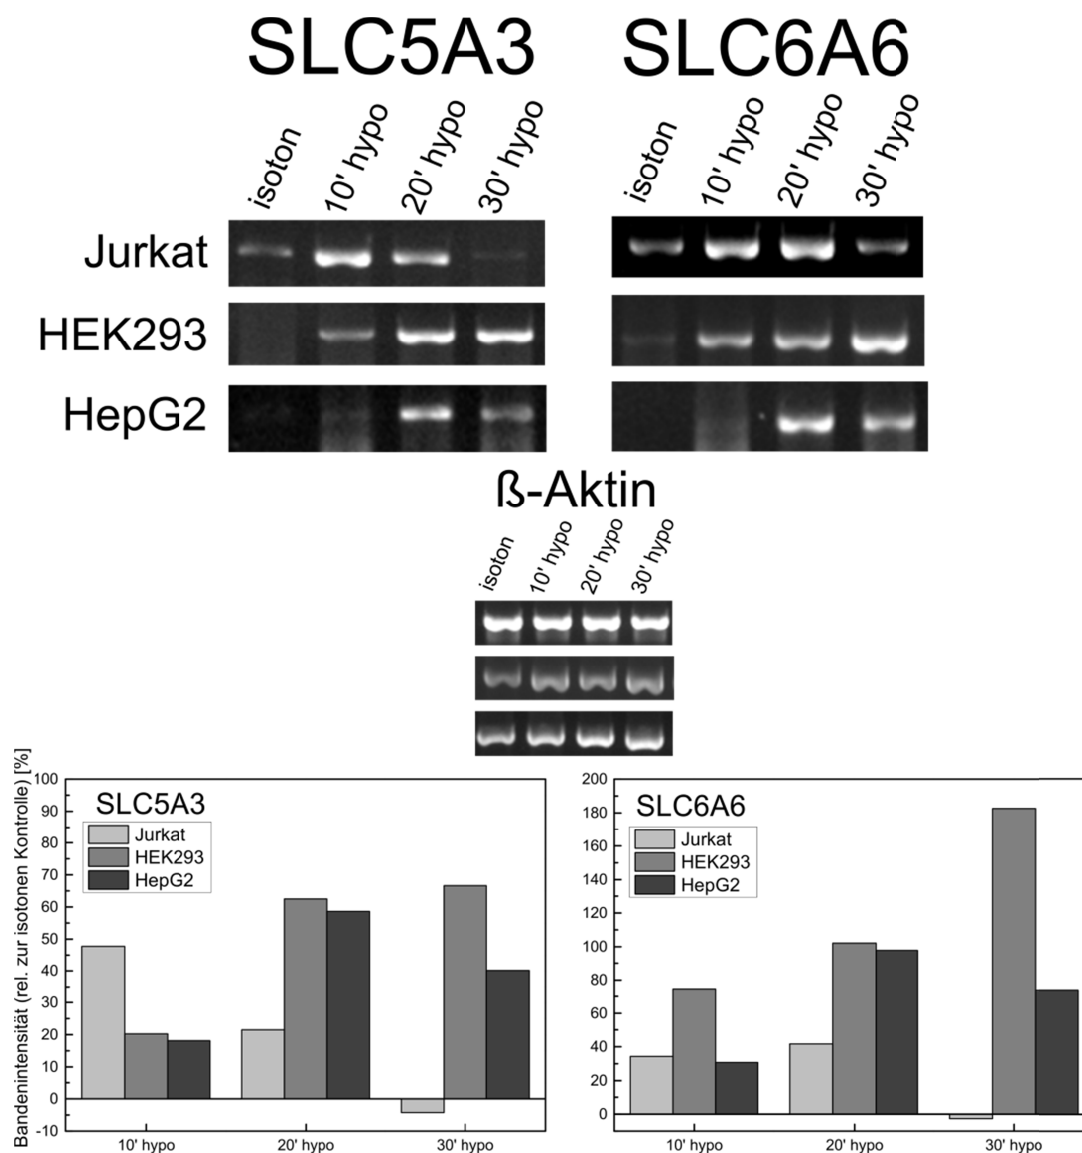 SLC5A3 SLC6A6
isoton 10' hypo 20' hypo 30' hypo isoton 10' hypo 20' hypo 30' hypo
Jurkat
HEK293
HepG2
ß-Aktin
isoton 10' hypo 20' hypo 30' hypo
Bandenintensität (rel. zur isotonen Kontrolle) [%]
100
90
80
70
60
50
40
30
20
10
0
-10
SLC5A3
Jurkat
HEK293
HepG2
10' hypo 20' hypo 30' hypo
200
180
160
140
120
100
80
60
40
20
0
SLC6A6
Jurkat
HEK293
HepG2
10' hypo 20' hypo 30' hypo